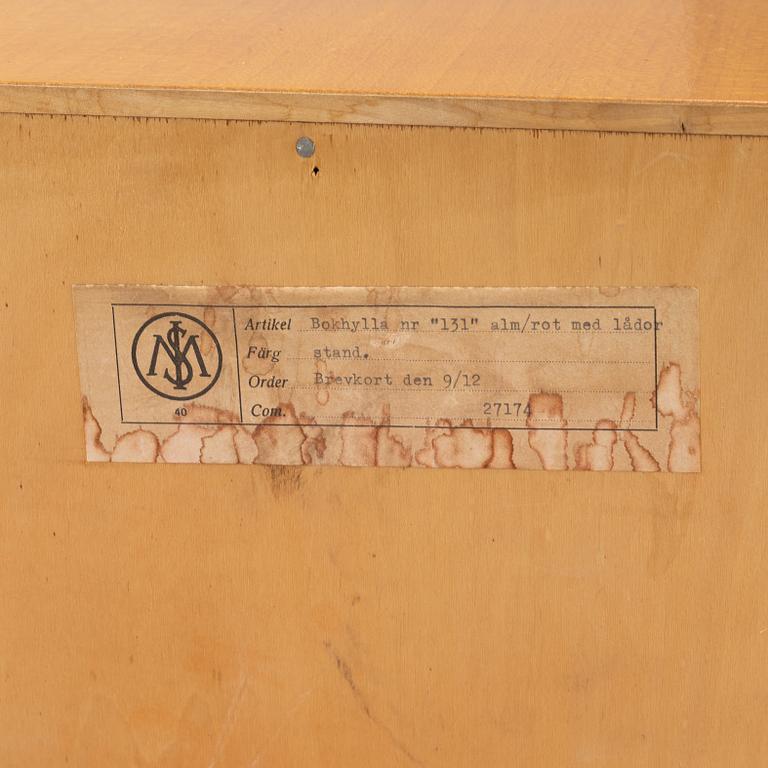 Artikel Bokhylla nr "131" alm/rot med lådor
Färg stand.
Order Brevkort den 9/12
Com. 27174
40